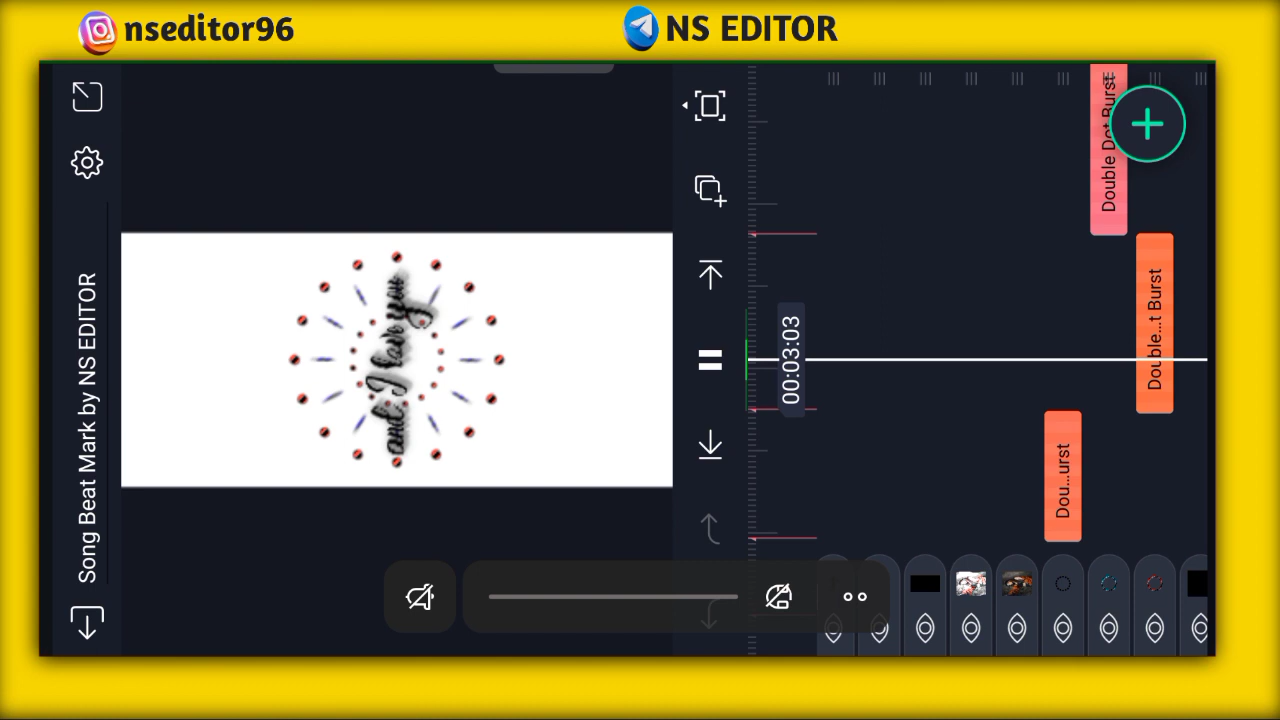 nseditor96
NS EDITOR
Song Beat Mark by NS EDITOR
and I love you
00:03:03
Double Dot Burst
Double...t Burst
Dou...urst